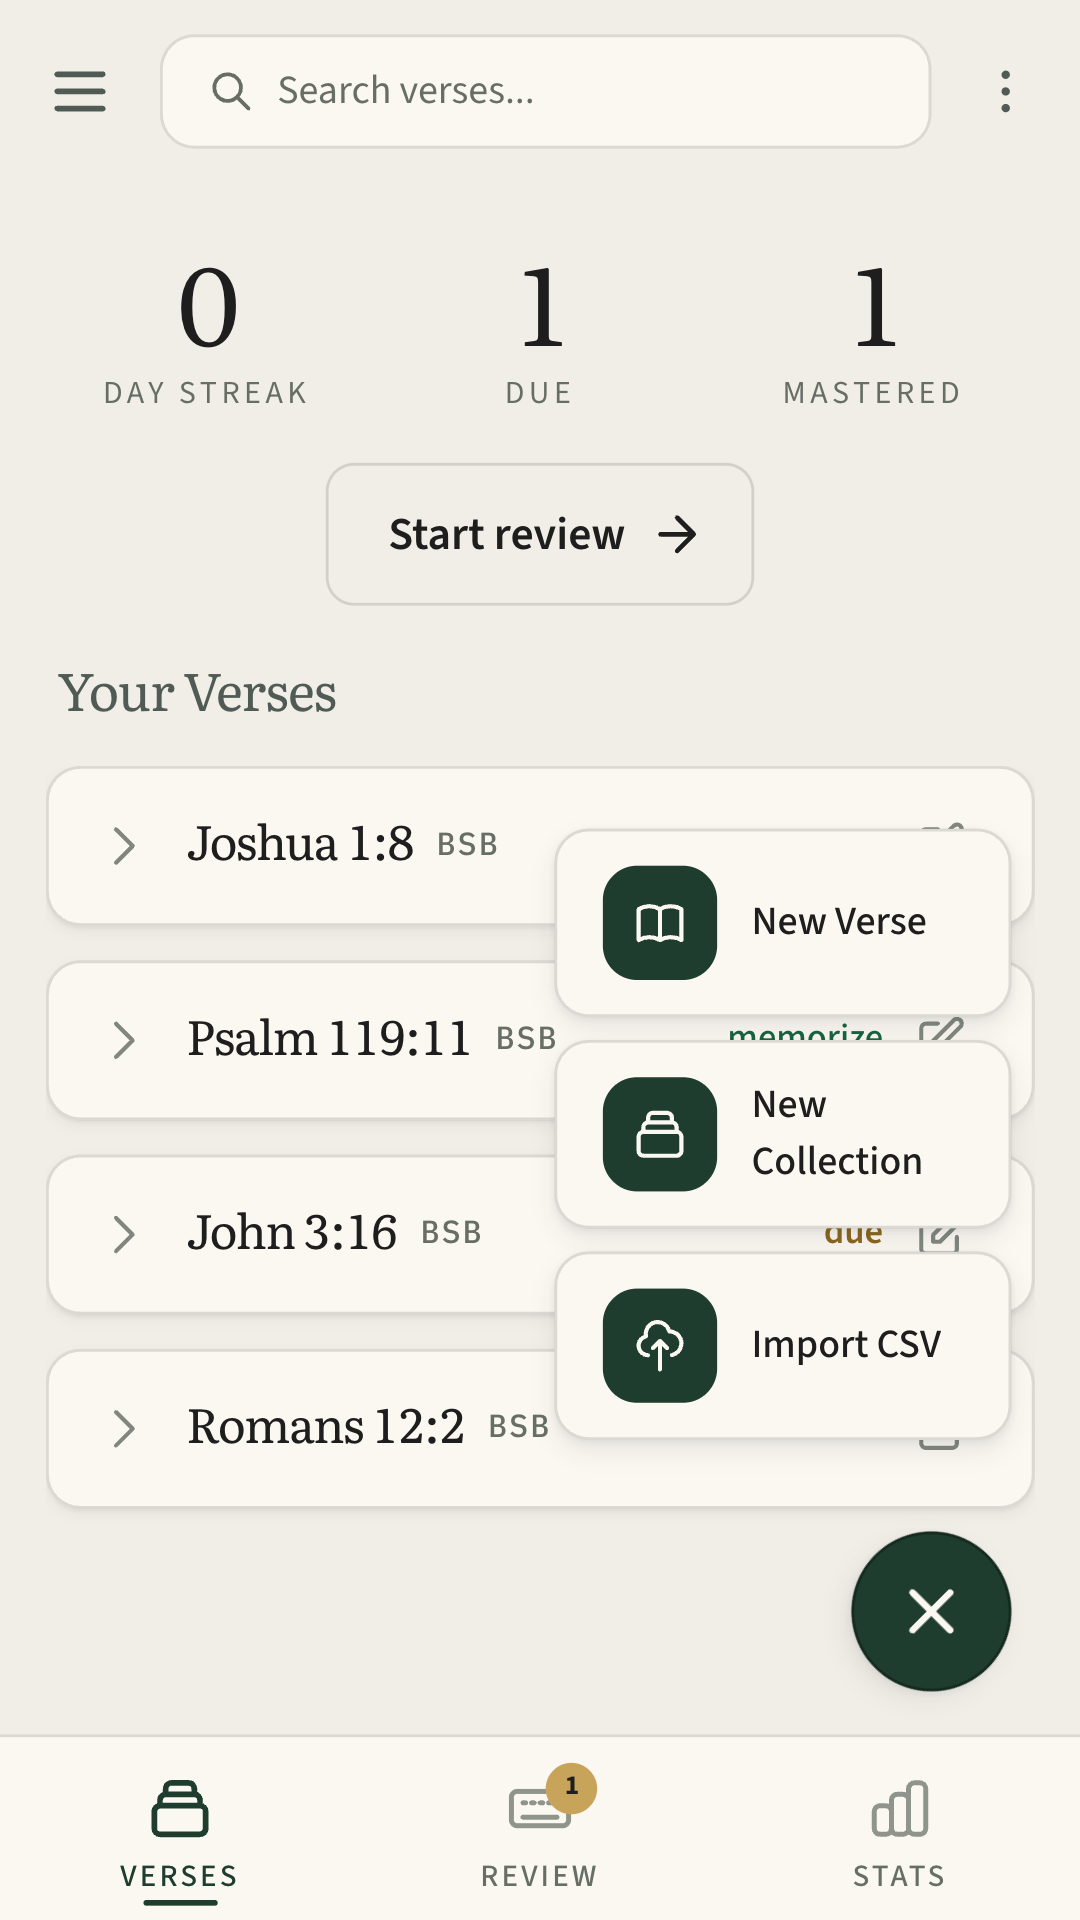 Search verses...
0
DAY STREAK
1
DUE
1
MASTERED
Start review
Your Verses
Joshua 1:8 BSB
New Verse
Psalm 119:11 BSB memorize
New
Collection
John 3:16 BSB due
Import CSV
Romans 12:2 BSB
1
VERSES
REVIEW
STATS